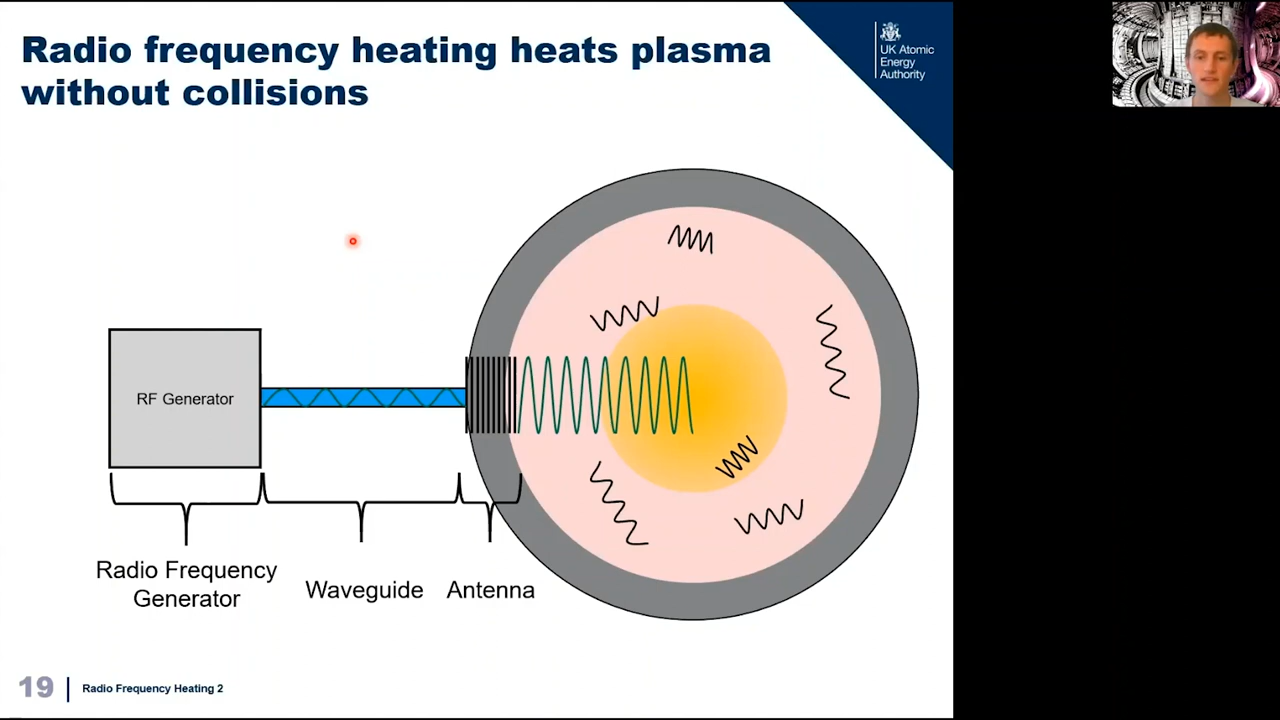 Radio frequency heating heats plasma
without collisions
UK Atomic
Energy
Authority
RF Generator
Radio Frequency
Generator
Waveguide
Antenna
19
Radio Frequency Heating 2